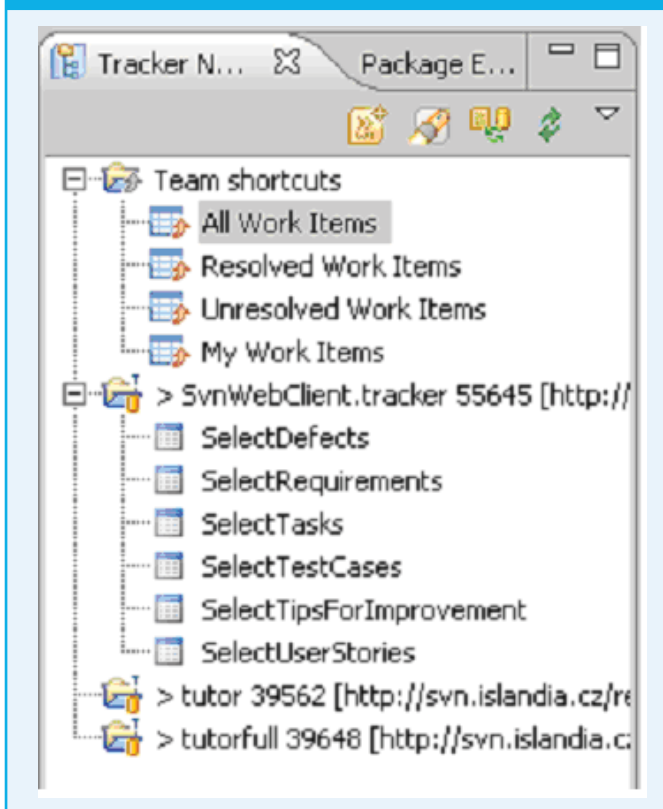 Tracker N... Package E...
Team shortcuts
All Work Items
Resolved Work Items
Unresolved Work Items
My Work Items
> SvnWebClient.tracker 55645 [http://
SelectDefects
SelectRequirements
SelectTasks
SelectTestCases
SelectTipsForImprovement
SelectUserStories
> tutor 39562 [http://svn.islandia.cz/re
> tutorfull 39648 [http://svn.islandia.c